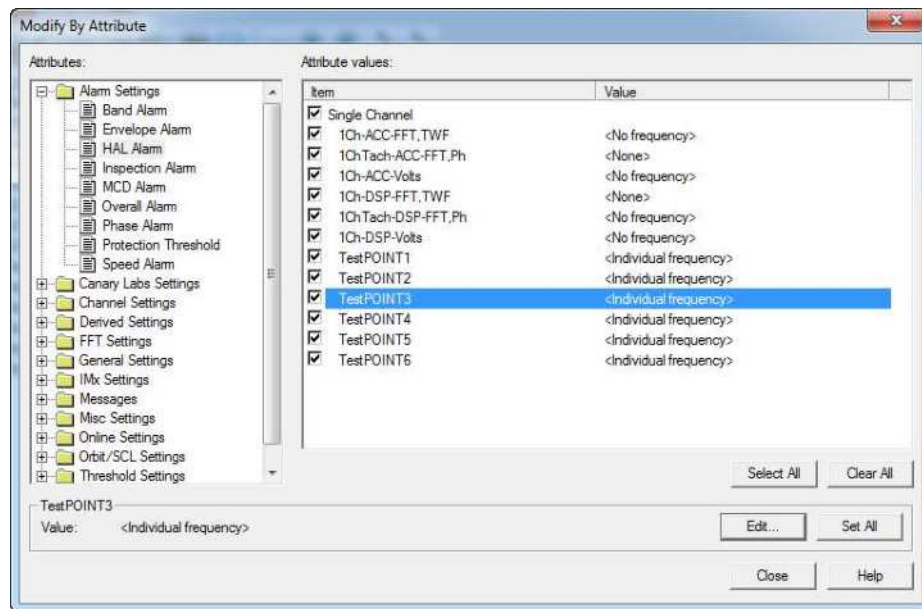 Modify By Attribute
Attributes:
Alarm Settings
Band Alarm
Envelope Alarm
HAL Alarm
Inspection Alarm
MCD Alarm
Overall Alarm
Phase Alarm
Protection Threshold
Speed Alarm
Canary Labs Settings
Channel Settings
Derived Settings
FFT Settings
General Settings
IMx Settings
Messages
Misc Settings
Online Settings
Orbit/SCL Settings
Threshold Settings
Attribute values:
Item Value
Single Channel
1Ch-ACC-FFT,TWF <No frequency>
1ChTach-ACC-FFT,Ph <None>
1Ch-ACC-Volts <No frequency>
1Ch-DSP-FFT,TWF <None>
1ChTach-DSP-FFT,Ph <No frequency>
1Ch-DSP-Volts <No frequency>
TestPOINT1 <Individual frequency>
TestPOINT2 <Individual frequency>
TestPOINT3 <Individual frequency>
TestPOINT4 <Individual frequency>
TestPOINT5 <Individual frequency>
TestPOINT6 <Individual frequency>
Select All Clear All
TestPOINT3
Value: <Individual frequency> Edit... Set All
Close Help